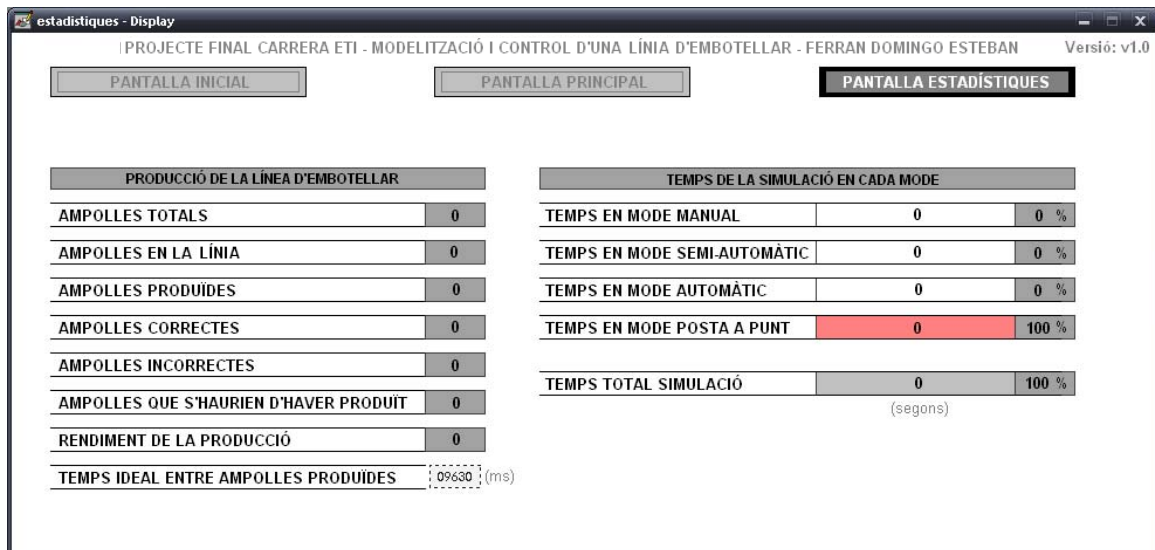 estadistiques - Display
PROJECTE FINAL CARRERA ETI - MODELITZACIÓ I CONTROL D'UNA LÍNIA D'EMBOTELLAR - FERRAN DOMINGO ESTEBAN Versió: v1.0
PANTALLA INICIAL PANTALLA PRINCIPAL PANTALLA ESTADÍSTIQUES
PRODUCCIÓ DE LA LÍNEA D'EMBOTELLAR
AMPOLLES TOTALS 0
AMPOLLES EN LA LÍNIA 0
AMPOLLES PRODUÏDES 0
AMPOLLES CORRECTES 0
AMPOLLES INCORRECTES 0
AMPOLLES QUE S'HAURIEN D'HAVER PRODUÏT 0
RENDIMENT DE LA PRODUCCIÓ 0
TEMPS IDEAL ENTRE AMPOLLES PRODUÏDES 09630 (ms)
TEMPS DE LA SIMULACIÓ EN CADA MODE
TEMPS EN MODE MANUAL 0 0 %
TEMPS EN MODE SEMI-AUTOMÀTIC 0 0 %
TEMPS EN MODE AUTOMÀTIC 0 0 %
TEMPS EN MODE POSTA A PUNT 0 100 %
TEMPS TOTAL SIMULACIÓ 0 100 %
(segons)